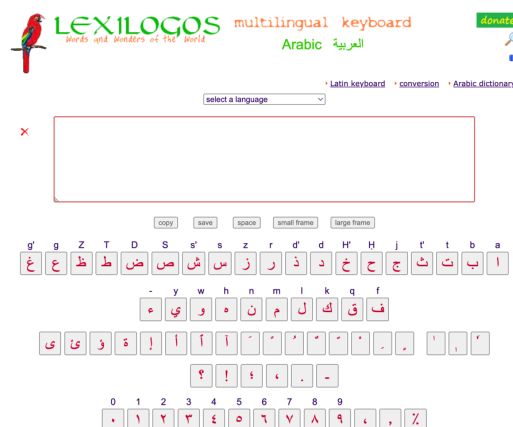 LEXILOGOS
Words and Wonders of the World
multilingual keyboard
Arabic العربية
donate
Latin keyboard conversion Arabic dictionary
select a language
copy save space small frame large frame
g' g Z T D S s' s z r d' d H' Ḥ j t' t b a
غ ع ظ ط ض ص ش س ز ر ذ د خ ح ج ث ت ب ا
- y w h n m l k q f
ء ي و ه ن م ل ك ق ف
ى ئ ؤ ة إ أ ٱ آ
؟ ! ؛ ، . -
0 1 2 3 4 5 6 7 8 9
٠ ١ ٢ ٣ ٤ ٥ ٦ ٧ ٨ ٩ ٪